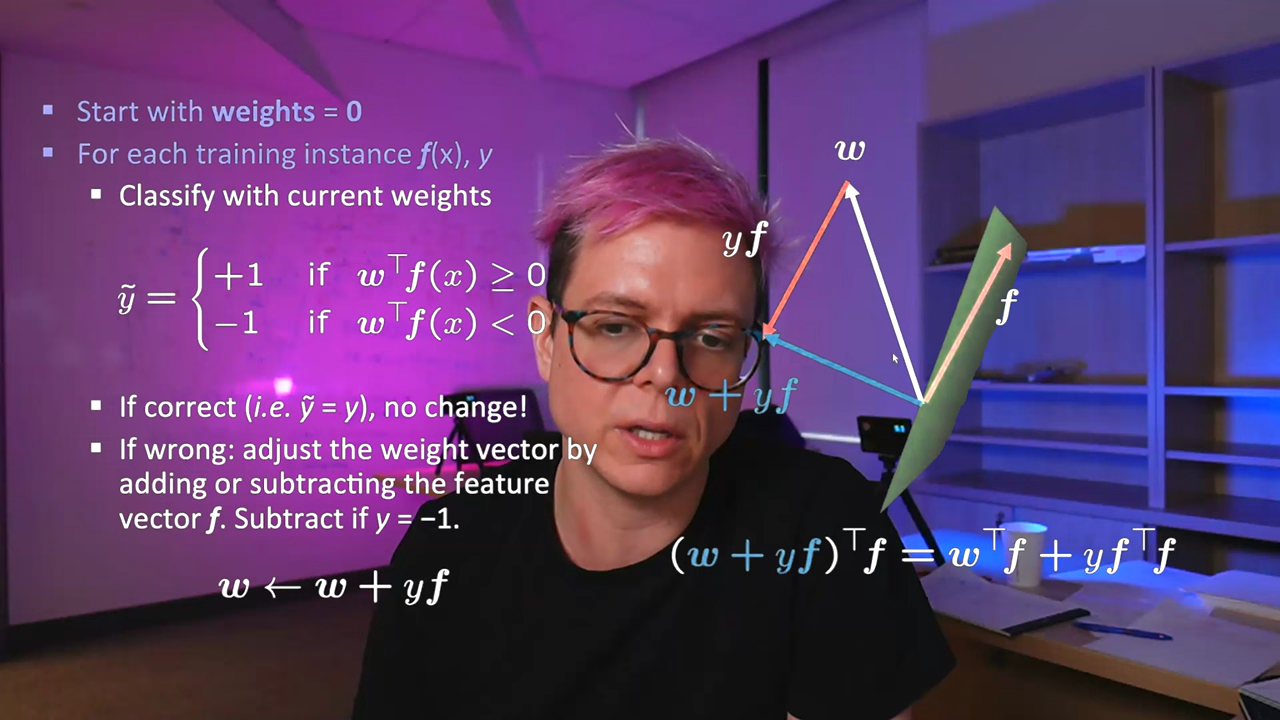 ▪ Start with weights = 0
▪ For each training instance f(x), y
▪ Classify with current weights
ỹ = { +1 if w⊤f(x) ≥ 0
−1 if w⊤f(x) < 0
▪ If correct (i.e. ỹ = y), no change!
▪ If wrong: adjust the weight vector by
adding or subtracting the feature
vector f. Subtract if y = −1.
w ← w + yf
w
yf
f
w + yf
(w + yf)⊤f = w⊤f + yf⊤f